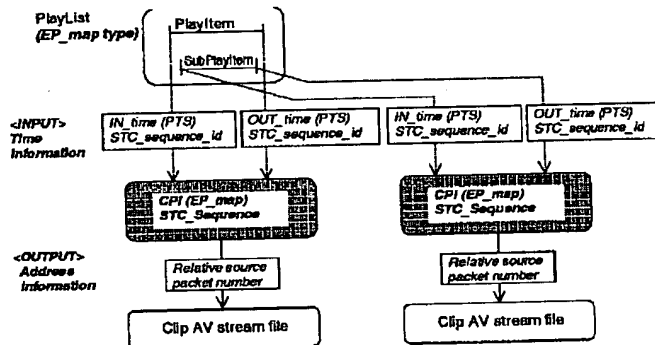 PlayList
(EP_map type)
PlayItem
SubPlayItem
<INPUT>
Time
Information
IN_time (PTS)
STC_sequence_id
OUT_time (PTS)
STC_sequence_id
IN_time (PTS)
STC_sequence_id
OUT_time (PTS)
STC_sequence_id
CPI (EP_map)
STC_Sequence
CPI (EP_map)
STC_Sequence
<OUTPUT>
Address
Information
Relative source
packet number
Relative source
packet number
Clip AV stream file
Clip AV stream file